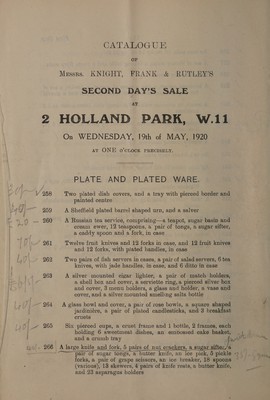 CATALOGUE
OF
Messrs. KNIGHT, FRANK & RUTLEY'S
SECOND DAY'S SALE
AT
2 HOLLAND PARK, W.11
On WEDNESDAY, 19th of MAY, 1920
AT ONE O'CLOCK PRECISELY.
PLATE AND PLATED WARE.
258 Two plated dish covers, and a tray with pierced border and
painted centre
259 A Sheffield plated barrel shaped urn, and a salver
260 A Russian tea service, comprising—a teapot, sugar basin and
cream ewer, 12 teaspoons, a pair of tongs, a sugar sifter,
a caddy spoon and a fork, in case
261 Twelve fruit knives and 12 forks in case, and 12 fruit knives
and 12 forks, with plated handles, in case
262 Two pairs of fish servers in cases, a pair of salad servers, 6 tea
knives, with jade handles, in case, and 6 ditto in case
263 A silver mounted cigar lighter, a pair of match holders,
a shell box and cover, a serviette ring, a pierced silver box
and cover, 3 menu holders, a glass and holder, a vase and
cover, and a silver mounted smelling salts bottle
264 A glass bowl and cover, a pair of rose bowls, a square shaped
jardinière, a pair of plated candlesticks, and 3 breakfast
cruets
265 Six pierced cups, a cruet frame and 1 bottle, 2 frames, each
holding 6 sweetmeat dishes, an embossed cake basket,
and a crumb tray
266 A large knife and fork, 6 pairs of nut crackers, a sugar sifter, a
pair of sugar tongs, a butter knife, an ice pick, 3 pickle
forks, a pair of grape scissors, an ice breaker, 18 spoons
(various), 13 skewers, 4 pairs of knife rests, a butter knife,
and 23 asparagus holders